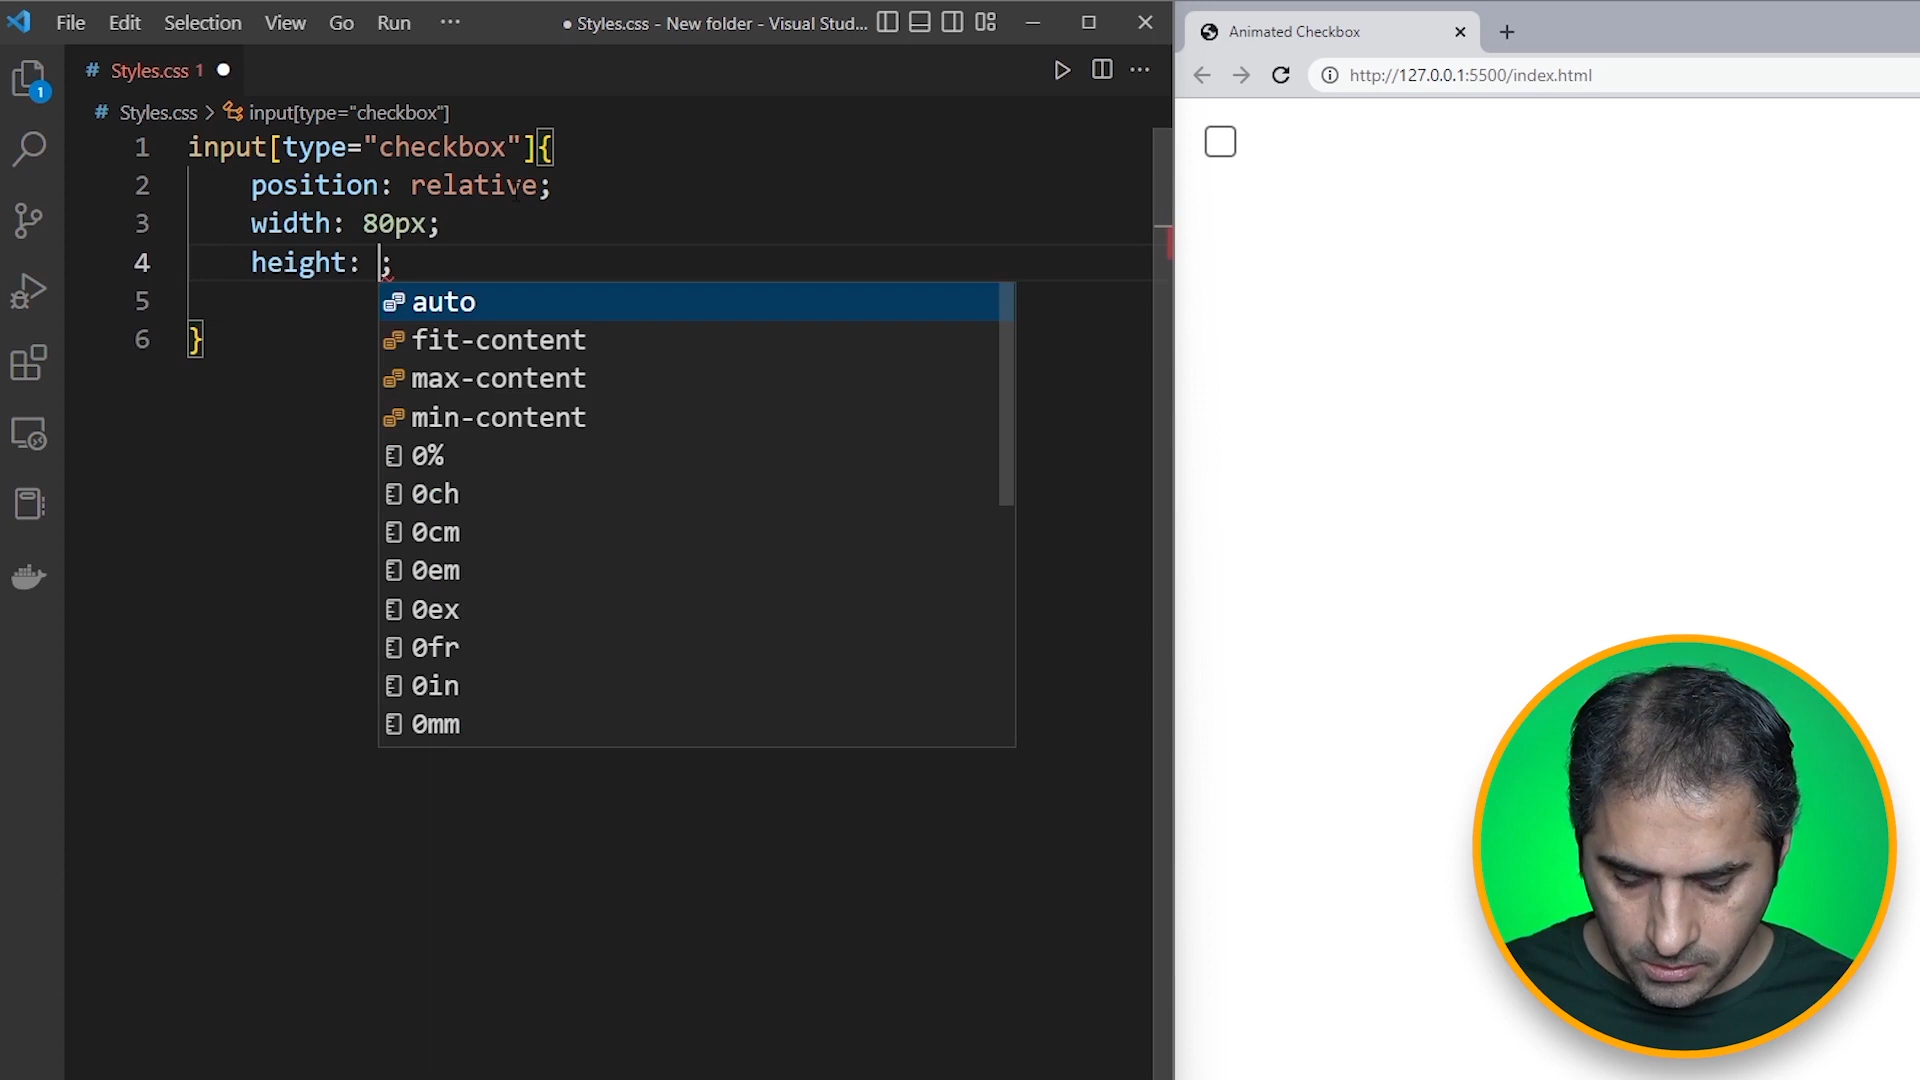 File Edit Selection View Go Run ···
● Styles.css - New folder - Visual Stud...
# Styles.css 1 ●
# Styles.css > input[type="checkbox"]
1 input[type="checkbox"]{
2 position: relative;
3 width: 80px;
4 height: ;
5
6 }
auto
fit-content
max-content
min-content
0%
0ch
0cm
0em
0ex
0fr
0in
0mm
1
Animated Checkbox
http://127.0.0.1:5500/index.html